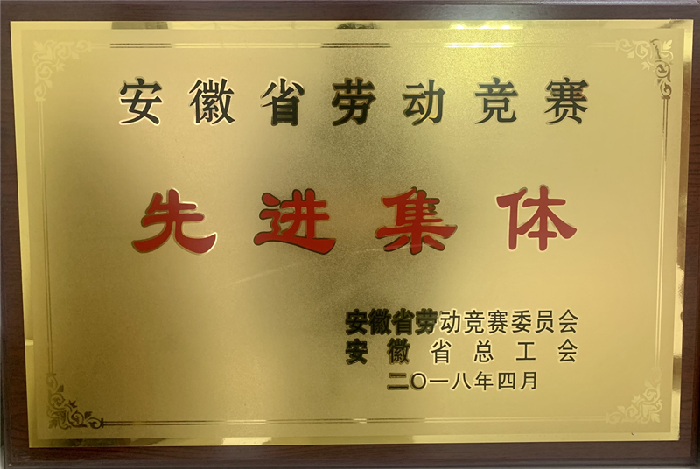 安徽省劳动竞赛
先进集体
安徽省劳动竞赛委员会
安徽省总工会
二〇一八年四月